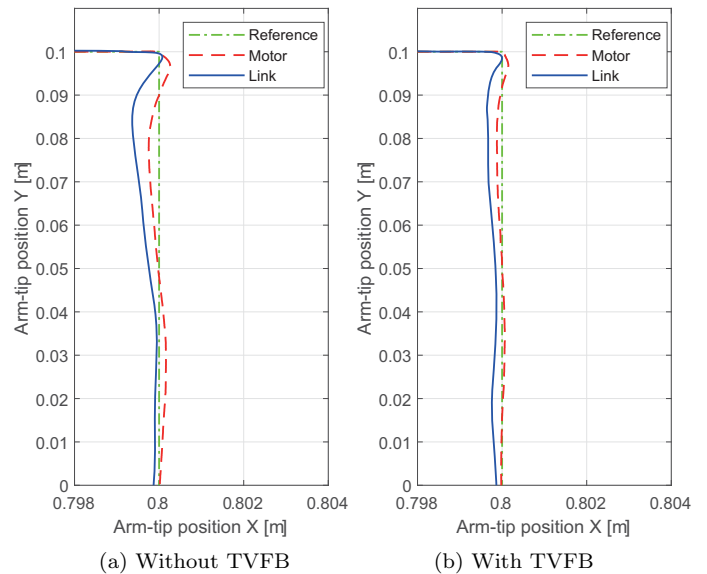 Reference
Motor
Link
0.1
0.09
0.08
0.07
0.06
0.05
0.04
0.03
0.02
0.01
0
0.798
0.8
0.802
0.804
Arm-tip position Y [m]
Arm-tip position X [m]
(a) Without TVFB
Reference
Motor
Link
0.1
0.09
0.08
0.07
0.06
0.05
0.04
0.03
0.02
0.01
0
0.798
0.8
0.802
0.804
Arm-tip position Y [m]
Arm-tip position X [m]
(b) With TVFB